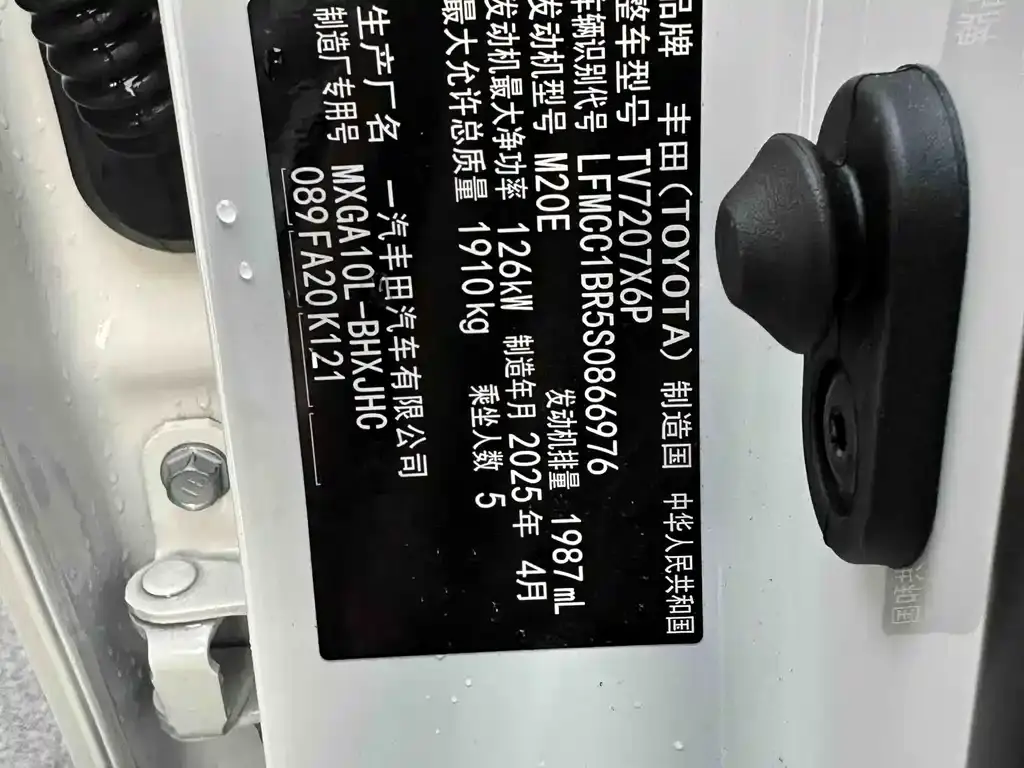 品牌 丰田(TOYOTA) 制造国 中华人民共和国
整车型号 TV7207X6P
车辆识别代号 LFMCC1BR5S0866976
发动机型号 M20E 发动机排量 1987 mL
发动机最大净功率 126kW 制造年月 2025年 4月
最大允许总质量 1910kg 乘坐人数 5
生产厂名 一汽丰田汽车有限公司
制造厂专用号 MXGA10L-BHXJHC
089FA20K121